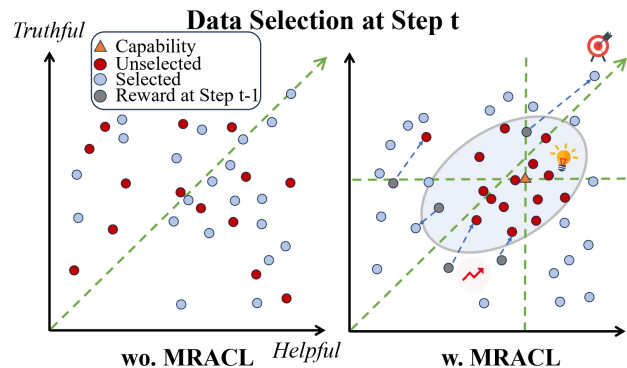 Data Selection at Step t
Truthful
Capability
Unselected
Selected
Reward at Step t-1
Helpful
wo. MRACL
w. MRACL